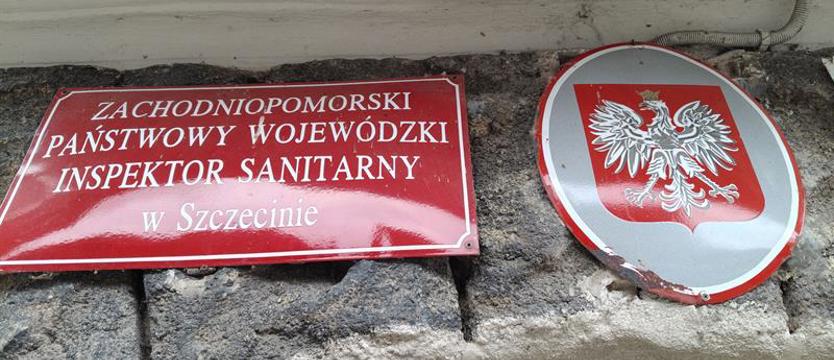 ZACHODNIOPOMORSKI
PAŃSTWOWY WOJEWÓDZKI
INSPEKTOR SANITARNY
w Szczecinie